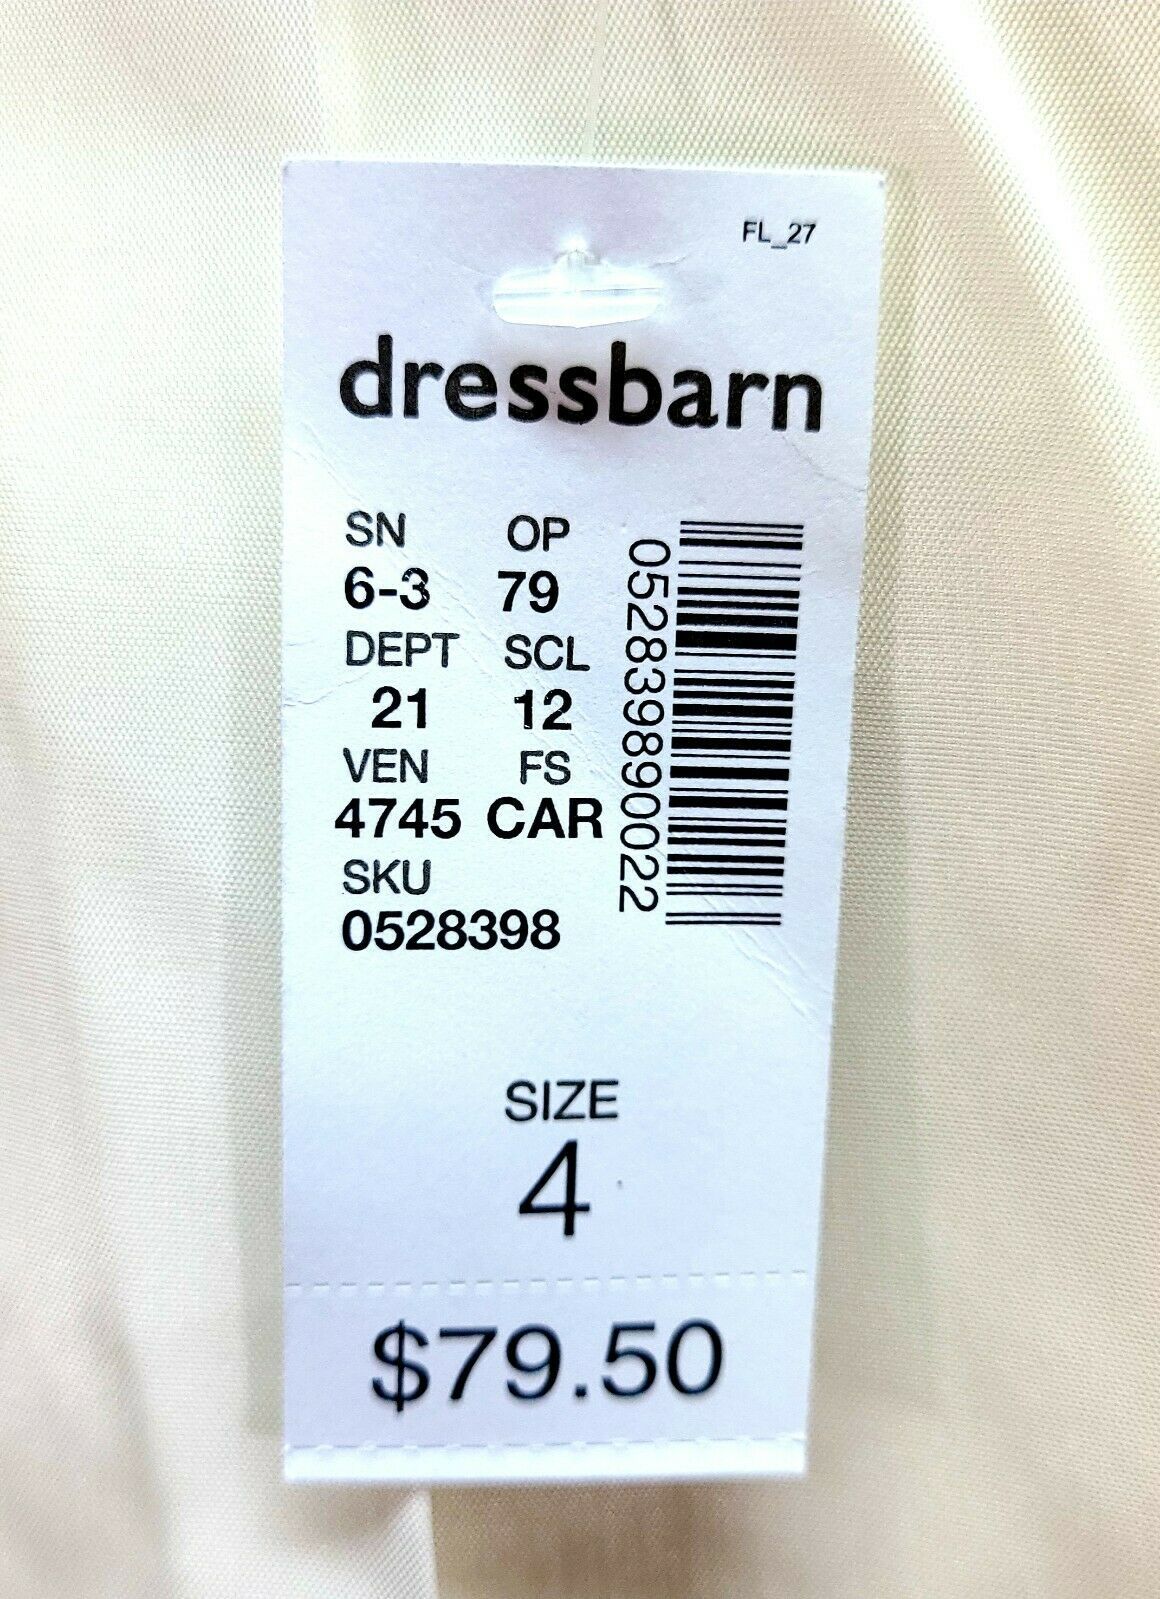 FL_27
dressbarn
SN OP
6-3 79
DEPT SCL
21 12
VEN FS
4745 CAR
SKU
0528398
052839890022
SIZE
4
$79.50